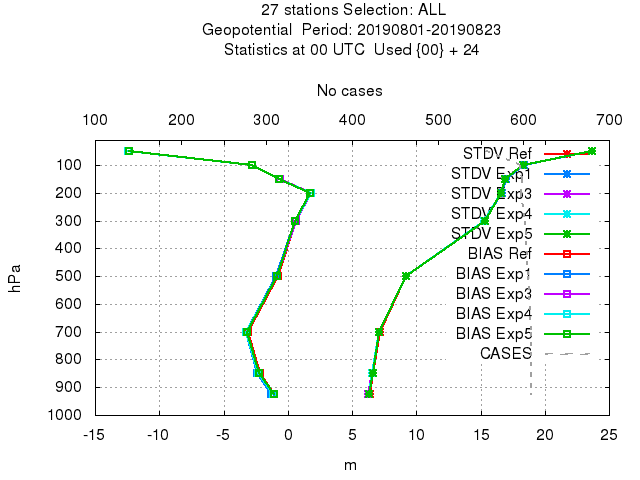 27 stations Selection: ALL
Geopotential  Period: 20190801-20190823
Statistics at 00 UTC  Used {00} + 24
No cases
100 200 300 400 500 600 700
STDV Ref
100
STDV Exp1
200
STDV Exp3
STDV Exp4
300
STDV Exp5
400
BIAS Ref
hPa
500
BIAS Exp1
600
BIAS Exp3
BIAS Exp4
700
BIAS Exp5
800
CASES
900
1000
-15 -10 -5 0 5 10 15 20 25
m